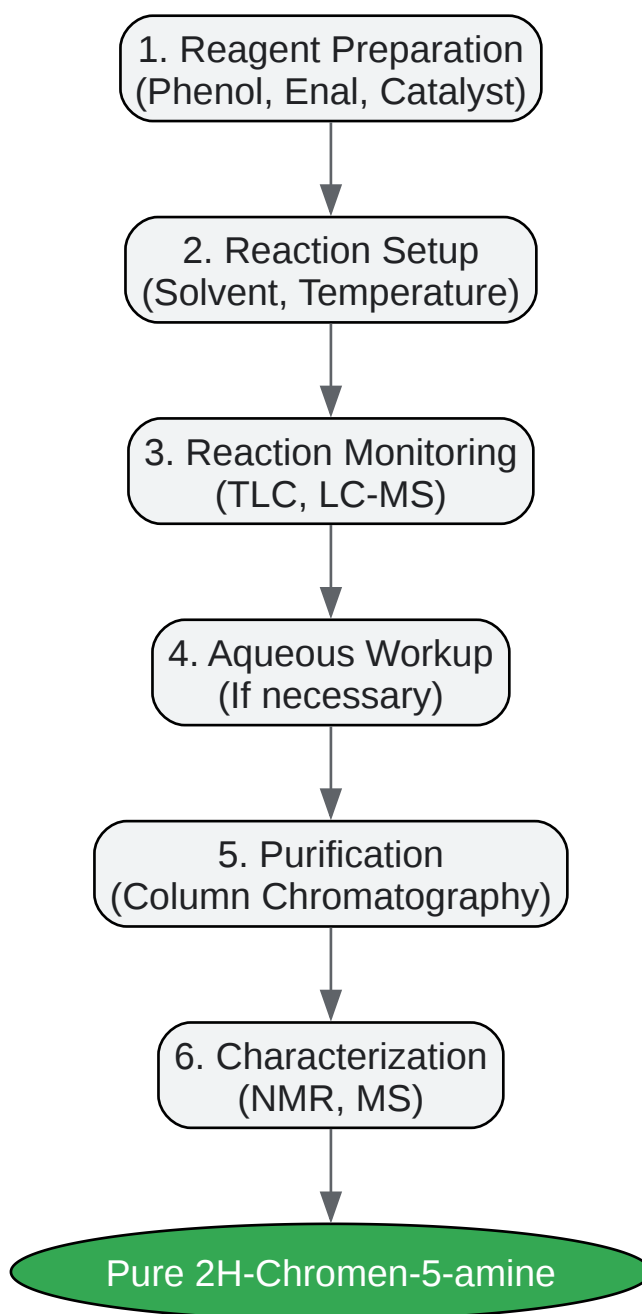 1. Reagent Preparation
(Phenol, Enal, Catalyst)
2. Reaction Setup
(Solvent, Temperature)
3. Reaction Monitoring
(TLC, LC-MS)
4. Aqueous Workup
(If necessary)
5. Purification
(Column Chromatography)
6. Characterization
(NMR, MS)
Pure 2H-Chromen-5-amine